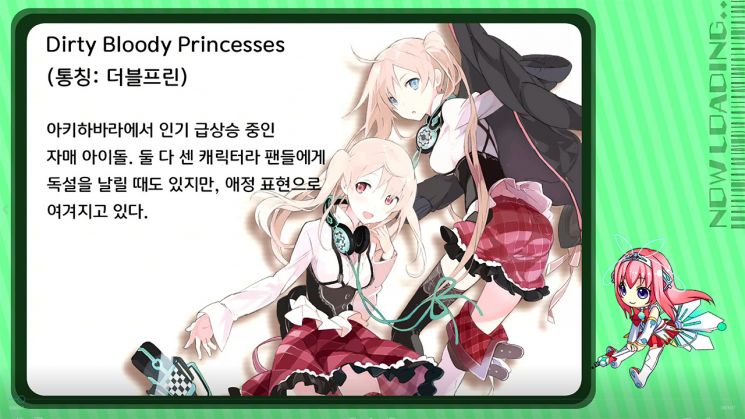 Dirty Bloody Princesses
(통칭: 더블프린)
아키하바라에서 인기 급상승 중인
자매 아이돌. 둘 다 센 캐릭터라 팬들에게
독설을 날릴 때도 있지만, 애정 표현으로
여겨지고 있다.
NOW LOADING...